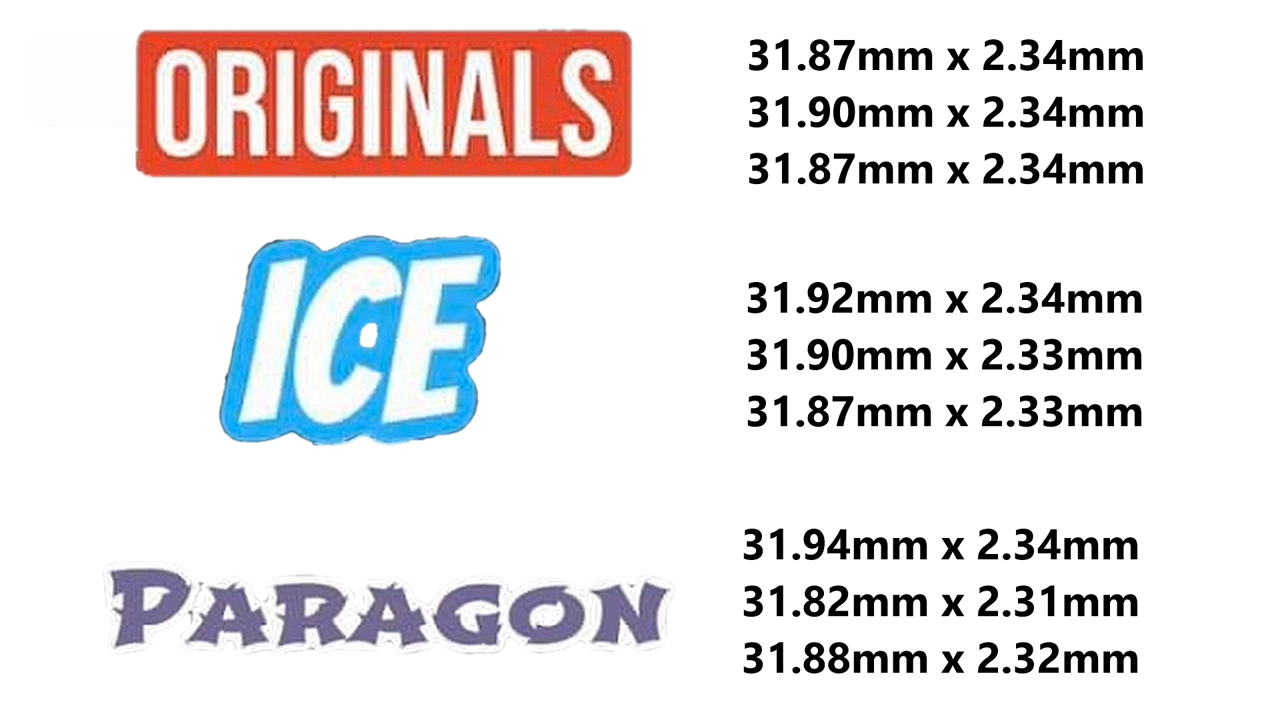 ORIGINALS
31.87mm x 2.34mm
31.90mm x 2.34mm
31.87mm x 2.34mm
ICE
31.92mm x 2.34mm
31.90mm x 2.33mm
31.87mm x 2.33mm
PARAGON
31.94mm x 2.34mm
31.82mm x 2.31mm
31.88mm x 2.32mm